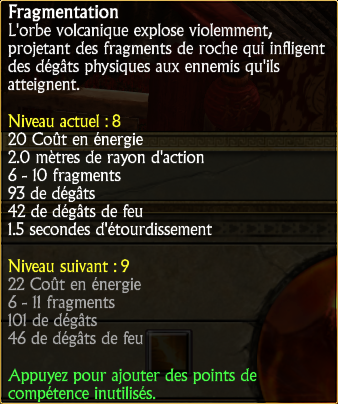 Fragmentation
L'orbe volcanique explose violemment,
projetant des fragments de roche qui infligent
des dégâts physiques aux ennemis qu'ils
atteignent.
Niveau actuel : 8
20 Coût en énergie
2.0 mètres de rayon d'action
6 - 10 fragments
93 de dégâts
42 de dégâts de feu
1.5 secondes d'étourdissement
Niveau suivant : 9
22 Coût en énergie
6 - 11 fragments
101 de dégâts
46 de dégâts de feu
Appuyez pour ajouter des points de
compétence inutilisés.